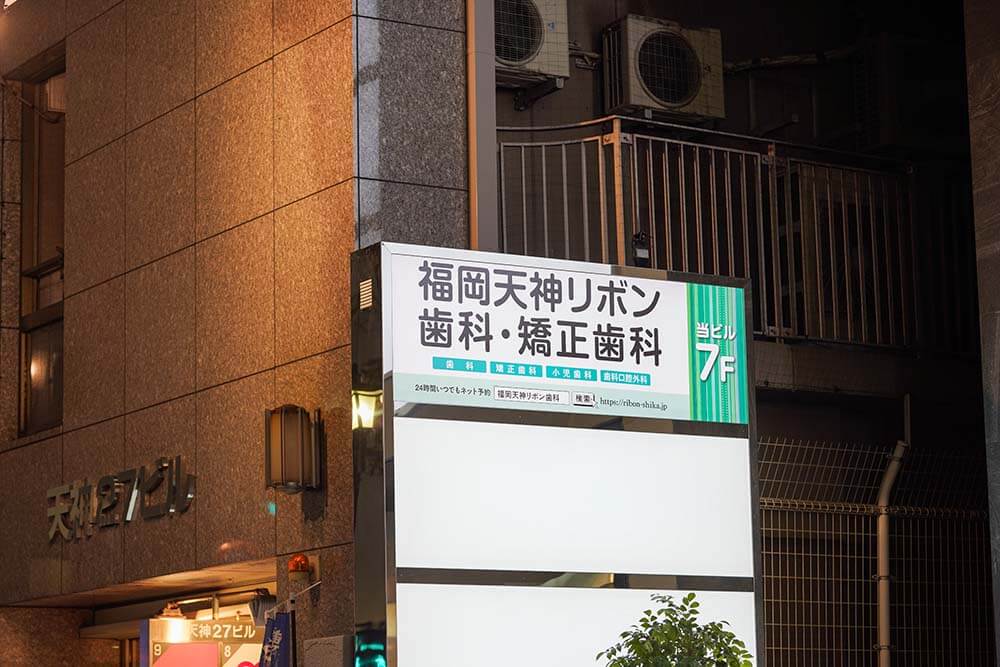 福岡天神リボン
歯科・矯正歯科
歯科 矯正歯科 小児歯科 歯科口腔外科
24時間いつでもネット予約 福岡天神リボン歯科 検索 https://ribon-shika.jp
当ビル
7F
天神27ビル
天神27ビル
9 8